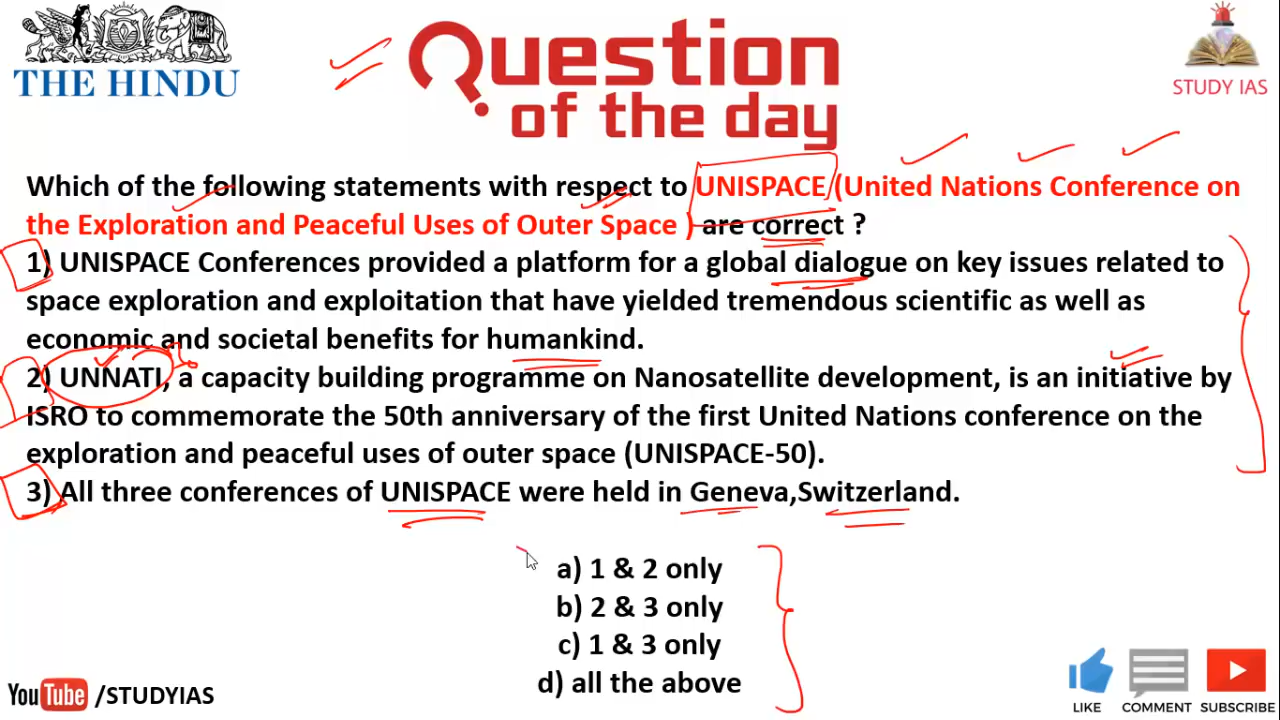 THE HINDU
Question
of the day
STUDY IAS
Which of the following statements with respect to UNISPACE (United Nations Conference on
the Exploration and Peaceful Uses of Outer Space ) are correct ?
1) UNISPACE Conferences provided a platform for a global dialogue on key issues related to
space exploration and exploitation that have yielded tremendous scientific as well as
economic and societal benefits for humankind.
2) UNNATI, a capacity building programme on Nanosatellite development, is an initiative by
ISRO to commemorate the 50th anniversary of the first United Nations conference on the
exploration and peaceful uses of outer space (UNISPACE-50).
3) All three conferences of UNISPACE were held in Geneva,Switzerland.
a) 1 & 2 only
b) 2 & 3 only
c) 1 & 3 only
d) all the above
YouTube /STUDYIAS
LIKE COMMENT SUBSCRIBE